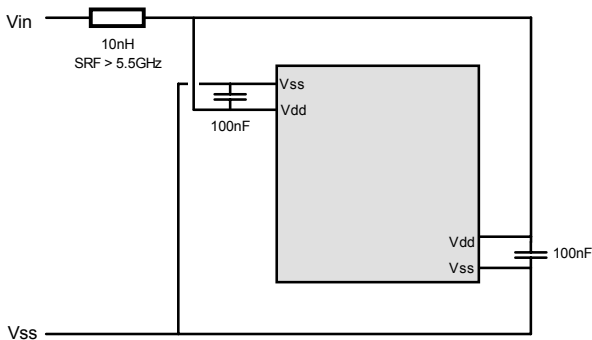 Vin
10nH
SRF > 5.5GHz
Vss
Vdd
100nF
Vdd
Vss
100nF
Vss